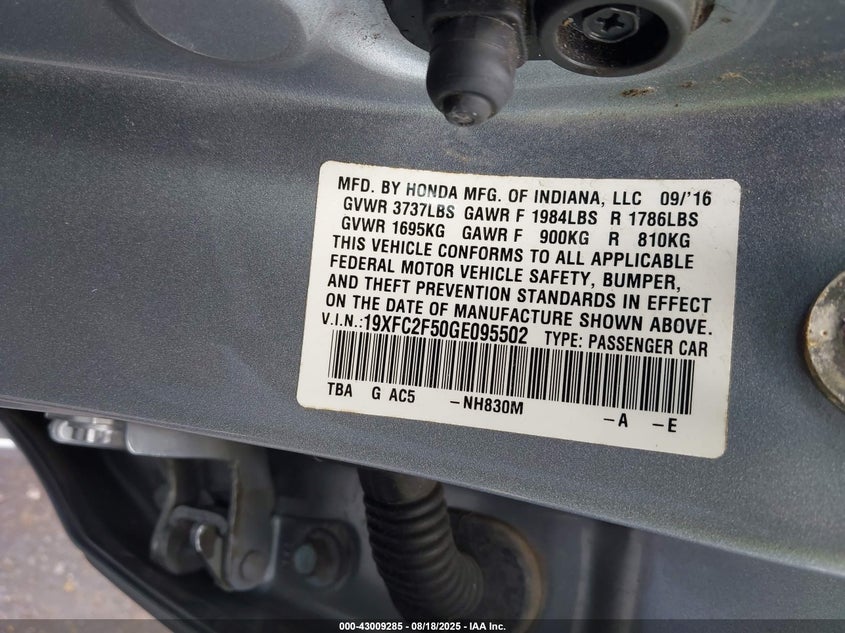 MFD. BY HONDA MFG. OF INDIANA, LLC 09/'16
GVWR 3737LBS GAWR F 1984LBS R 1786LBS
GVWR 1695KG GAWR F 900KG R 810KG
THIS VEHICLE CONFORMS TO ALL APPLICABLE
FEDERAL MOTOR VEHICLE SAFETY, BUMPER,
AND THEFT PREVENTION STANDARDS IN EFFECT
ON THE DATE OF MANUFACTURE SHOWN ABOVE.
V.I.N.:19XFC2F50GE095502 TYPE: PASSENGER CAR
TBA G AC5 -NH830M -A -E
000-43009285 - 08/18/2025 - IAA Inc.